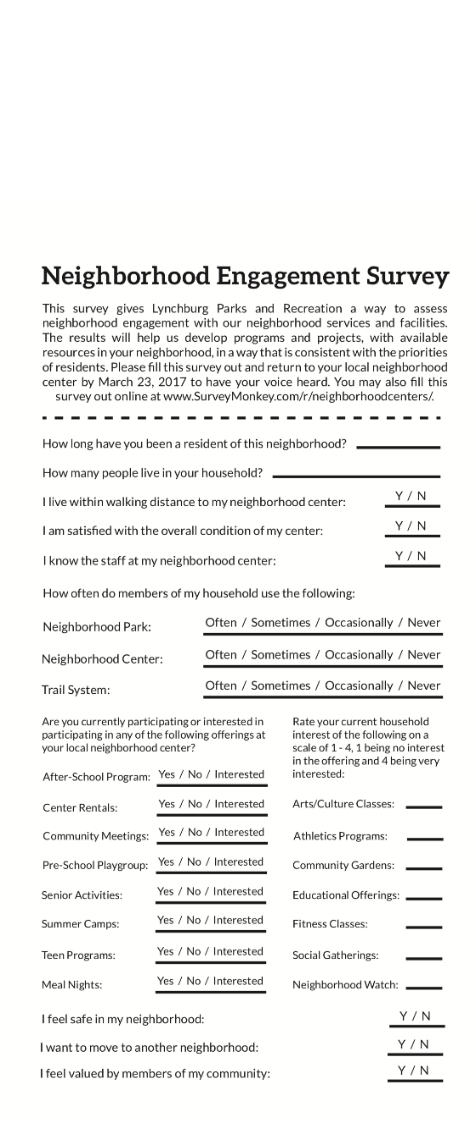 Neighborhood Engagement Survey
This survey gives Lynchburg Parks and Recreation a way to assess
neighborhood engagement with our neighborhood services and facilities.
The results will help us develop programs and projects, with available
resources in your neighborhood, in a way that is consistent with the priorities
of residents. Please fill this survey out and return to your local neighborhood
center by March 23, 2017 to have your voice heard. You may also fill this
survey out online at www.SurveyMonkey.com/r/neighborhoodcenters/.
How long have you been a resident of this neighborhood?
How many people live in your household?
I live within walking distance to my neighborhood center: Y / N
I am satisfied with the overall condition of my center: Y / N
I know the staff at my neighborhood center: Y / N
How often do members of my household use the following:
Neighborhood Park: Often / Sometimes / Occasionally / Never
Neighborhood Center: Often / Sometimes / Occasionally / Never
Trail System: Often / Sometimes / Occasionally / Never
Are you currently participating or interested in
participating in any of the following offerings at
your local neighborhood center?
After-School Program: Yes / No / Interested
Center Rentals: Yes / No / Interested
Community Meetings: Yes / No / Interested
Pre-School Playgroup: Yes / No / Interested
Senior Activities: Yes / No / Interested
Summer Camps: Yes / No / Interested
Teen Programs: Yes / No / Interested
Meal Nights: Yes / No / Interested
Rate your current household
interest of the following on a
scale of 1 - 4, 1 being no interest
in the offering and 4 being very
interested:
Arts/Culture Classes:
Athletics Programs:
Community Gardens:
Educational Offerings:
Fitness Classes:
Social Gatherings:
Neighborhood Watch:
I feel safe in my neighborhood: Y / N
I want to move to another neighborhood: Y / N
I feel valued by members of my community: Y / N